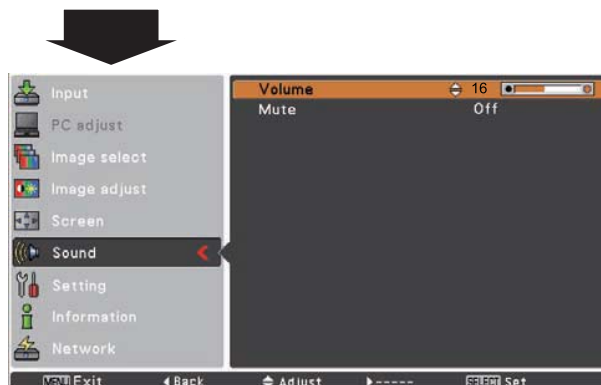 Input
PC adjust
Image select
Image adjust
Screen
Sound
Setting
Information
Network
Volume 16
Mute Off
MENU Exit Back Adjust ----- SELECT Set